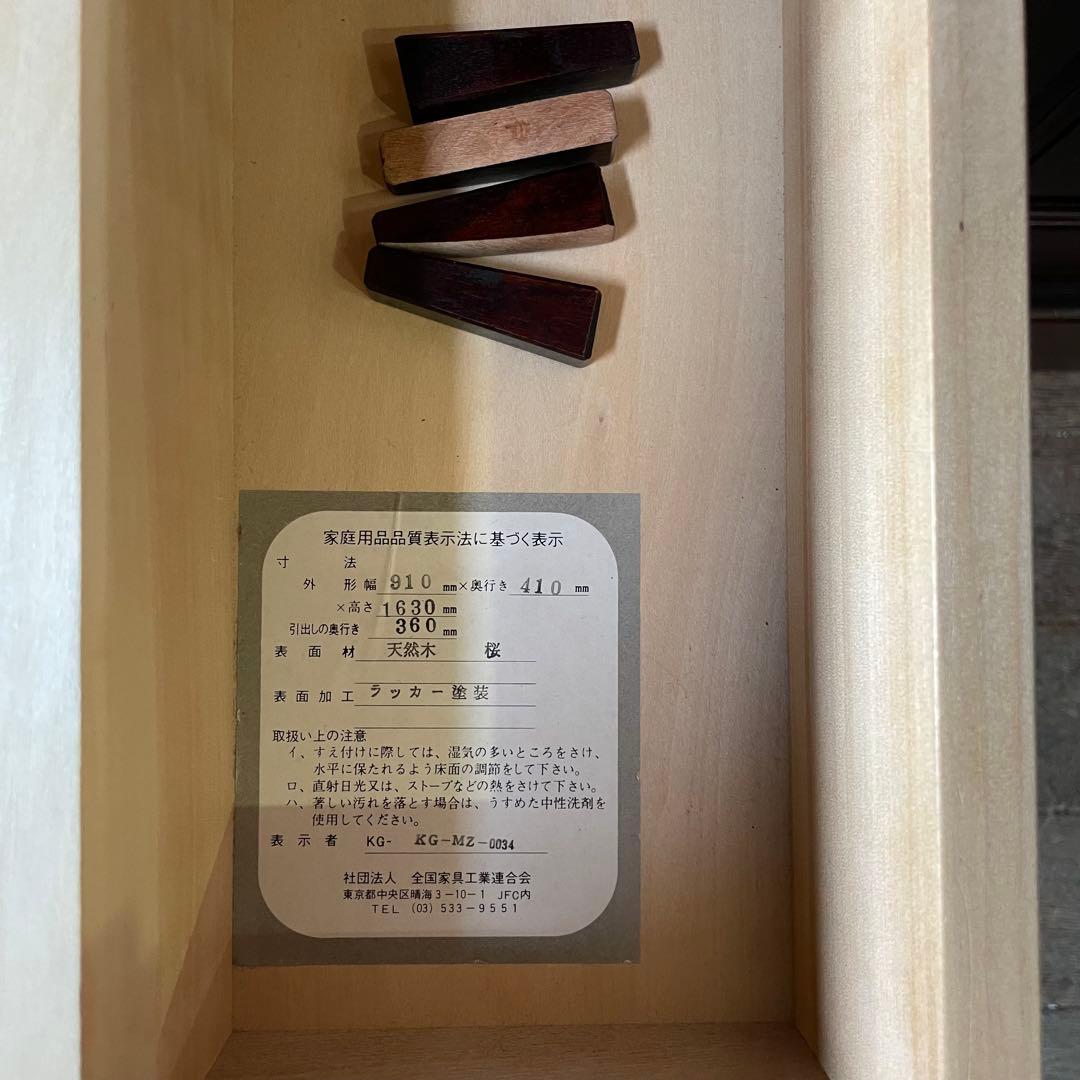 家庭用品品質表示法に基づく表示
寸 法
外 形 幅 910 mm×奥行き 410 mm
×高さ 1630 mm
引出しの奥行き 360 mm
表 面 材 天然木 桜
表 面 加 工 ラッカー塗装
取扱い上の注意
イ、すえ付けに際しては、湿気の多いところをさけ、
水平に保たれるよう床面の調節をして下さい。
ロ、直射日光又は、ストーブなどの熱をさけて下さい。
ハ、著しい汚れを落とす場合は、うすめた中性洗剤を
使用してください。
表 示 者 KG- KG-MZ-0034
社団法人 全国家具工業連合会
東京都中央区晴海3-10-1 JFC内
TEL (03) 533-9551